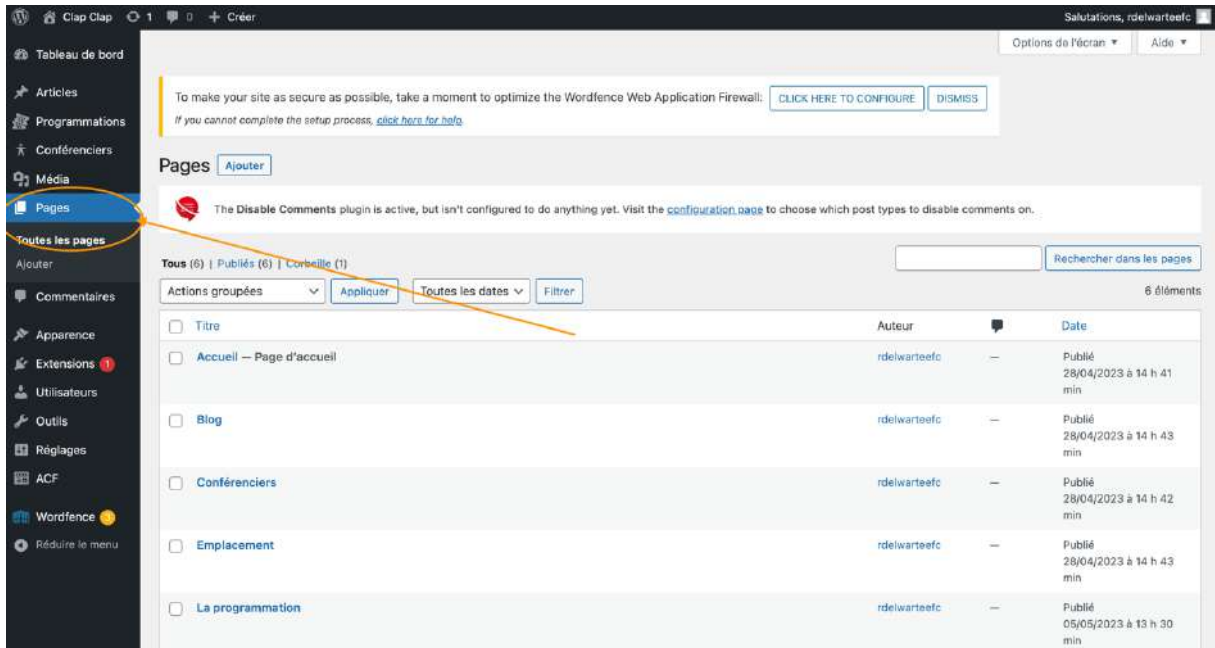 Clap Clap 1 0 + Créer
Salutations, rdelwarteefc
Tableau de bord
Articles
Programmations
Conférenciers
Média
Pages
Toutes les pages
Ajouter
Commentaires
Apparence
Extensions 1
Utilisateurs
Outils
Réglages
ACF
Wordfence 3
Réduire le menu
Options de l'écran ▼ Aide ▼
To make your site as secure as possible, take a moment to optimize the Wordfence Web Application Firewall: CLICK HERE TO CONFIGURE DISMISS
If you cannot complete the setup process, click here for help.
Pages Ajouter
The Disable Comments plugin is active, but isn't configured to do anything yet. Visit the configuration page to choose which post types to disable comments on.
Tous (6) | Publiés (6) | Corbeille (1)
Rechercher dans les pages
Actions groupées Appliquer Toutes les dates Filtrer
6 éléments
Titre Auteur Date
Accueil — Page d'accueil rdelwarteefc — Publié
28/04/2023 à 14 h 41
min
Blog rdelwarteefc — Publié
28/04/2023 à 14 h 43
min
Conférenciers rdelwarteefc — Publié
28/04/2023 à 14 h 42
min
Emplacement rdelwarteefc — Publié
28/04/2023 à 14 h 43
min
La programmation rdelwarteefc — Publié
05/05/2023 à 13 h 30
min